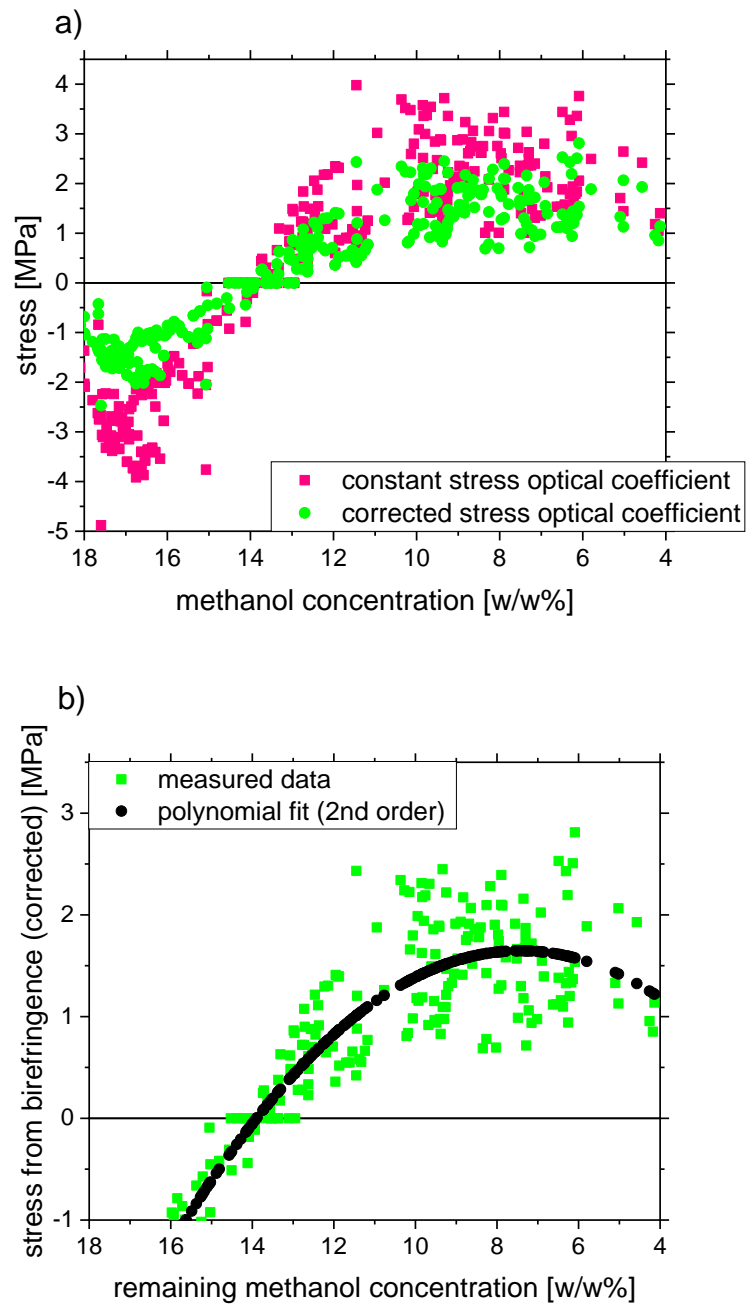 a)
4
3
2
1
0
-1
-2
-3
-4
-5
stress [MPa]
constant stress optical coefficient
corrected stress optical coefficient
18 16 14 12 10 8 6 4
methanol concentration [w/w%]
b)
3
2
1
0
-1
stress from birefringence (corrected) [MPa]
measured data
polynomial fit (2nd order)
18 16 14 12 10 8 6 4
remaining methanol concentration [w/w%]